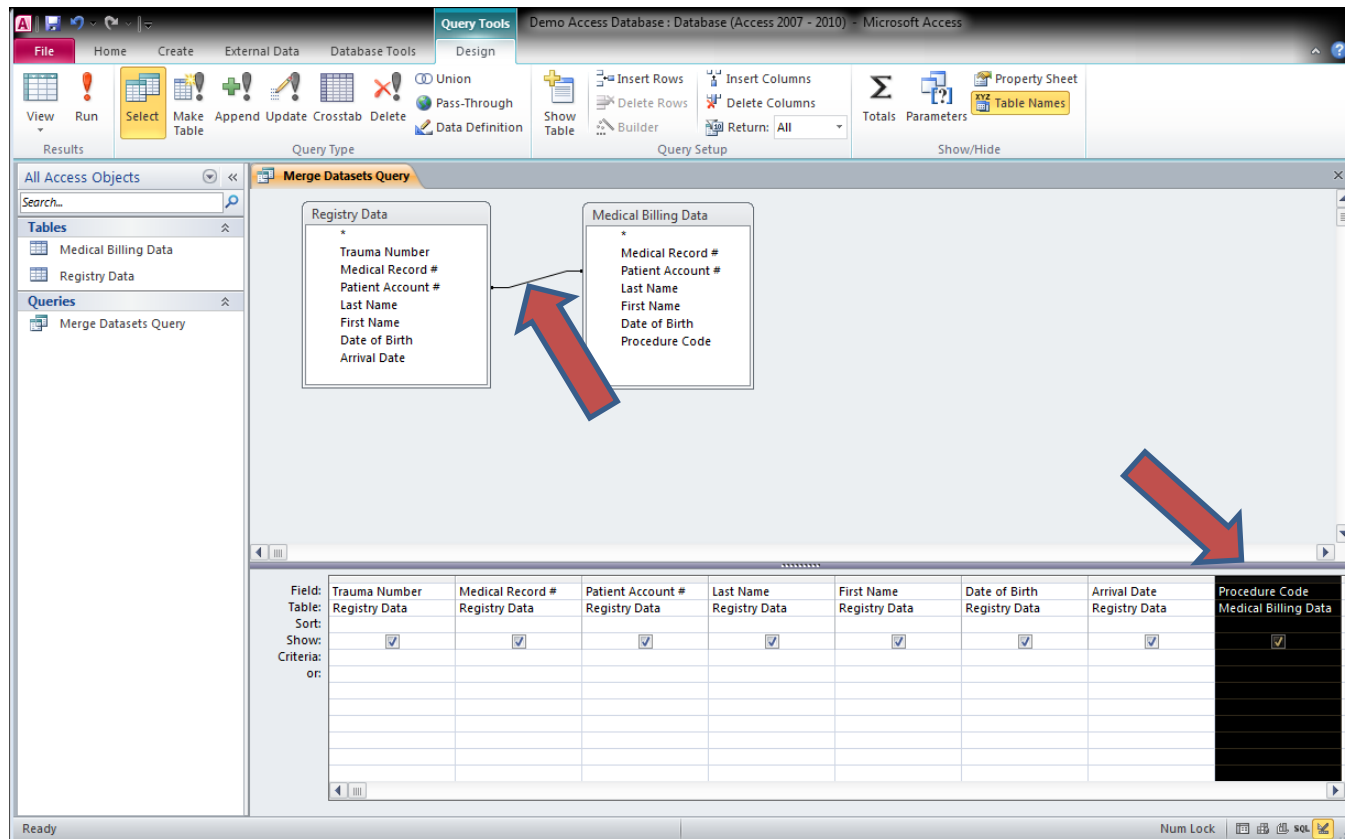 A
Query Tools
Demo Access Database : Database (Access 2007 - 2010) - Microsoft Access
File Home Create External Data Database Tools Design
View
Run
Select
Make Table
Append
Update
Crosstab
Delete
Union
Pass-Through
Data Definition
Show Table
Insert Rows
Delete Rows
Builder
Insert Columns
Delete Columns
Return: All
Totals
Parameters
Property Sheet
XYZ Table Names
Results
Query Type
Query Setup
Show/Hide
All Access Objects
Search...
Tables
Medical Billing Data
Registry Data
Queries
Merge Datasets Query
Merge Datasets Query
Registry Data
*
Trauma Number
Medical Record #
Patient Account #
Last Name
First Name
Date of Birth
Arrival Date
Medical Billing Data
*
Medical Record #
Patient Account #
Last Name
First Name
Date of Birth
Procedure Code
Field: Trauma Number Medical Record # Patient Account # Last Name First Name Date of Birth Arrival Date Procedure Code
Table: Registry Data Registry Data Registry Data Registry Data Registry Data Registry Data Registry Data Medical Billing Data
Sort:
Show:
Criteria:
or:
Ready
Num Lock
SQL